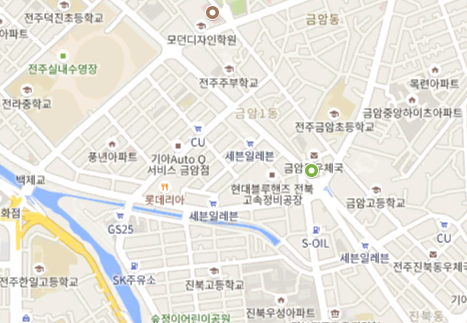 전주덕진초등학교
금암동
모던디자인학원
아파트
전주실내수영장
전주주부학교
목련아파트
전라중학교
금암1동
금암중앙하이츠아파트
전주금암초등학교
CU
풍년아파트
기아Auto Q
서비스 금암점
세븐일레븐
백제교
현대블루핸즈 전북
고속정비공장
롯데리아
금암고등학교
화점
세븐일레븐
GS25
S-OIL
CU
세븐일레븐
SK주유소
전주진북동우체국
전주한일고등학교
진북고등학교
진북우성아파트
숲정이어린이공원
진북동